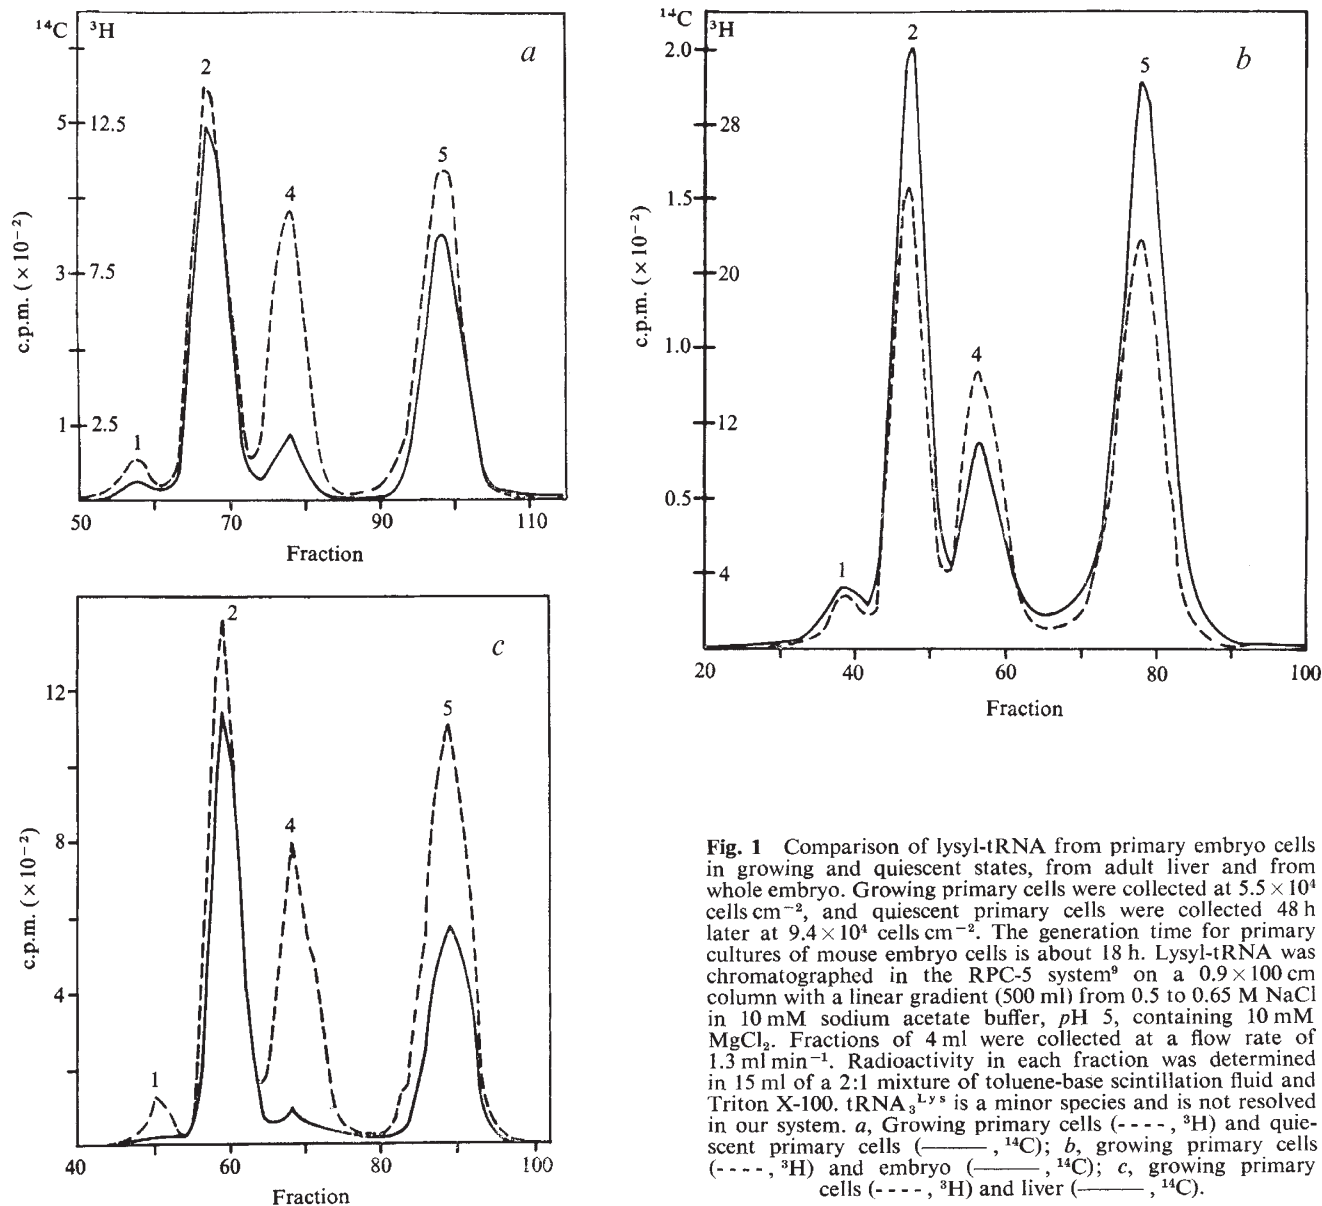 ¹⁴C ³H
a
2
5 12.5
5
4
c.p.m. (×10⁻²)
3 7.5
1 2.5
1
50 70 90 110
Fraction
¹⁴C ³H
2
b
2.0
5
28
1.5
c.p.m. (×10⁻²)
20
1.0
4
12
0.5
4
1
20 40 60 80 100
Fraction
2
c
12
5
4
8
c.p.m. (×10⁻²)
4
1
40 60 80 100
Fraction
Fig. 1 Comparison of lysyl-tRNA from primary embryo cells
in growing and quiescent states, from adult liver and from
whole embryo. Growing primary cells were collected at 5.5×10⁴
cells cm⁻², and quiescent primary cells were collected 48 h
later at 9.4×10⁴ cells cm⁻². The generation time for primary
cultures of mouse embryo cells is about 18 h. Lysyl-tRNA was
chromatographed in the RPC-5 system⁹ on a 0.9×100 cm
column with a linear gradient (500 ml) from 0.5 to 0.65 M NaCl
in 10 mM sodium acetate buffer, pH 5, containing 10 mM
MgCl₂. Fractions of 4 ml were collected at a flow rate of
1.3 ml min⁻¹. Radioactivity in each fraction was determined
in 15 ml of a 2:1 mixture of toluene-base scintillation fluid and
Triton X-100. tRNA₃ᴸʸˢ is a minor species and is not resolved
in our system. a, Growing primary cells (- - - -, ³H) and quie-
scent primary cells (———, ¹⁴C); b, growing primary cells
(- - - -, ³H) and embryo (———, ¹⁴C); c, growing primary
cells (- - - -, ³H) and liver (———, ¹⁴C).